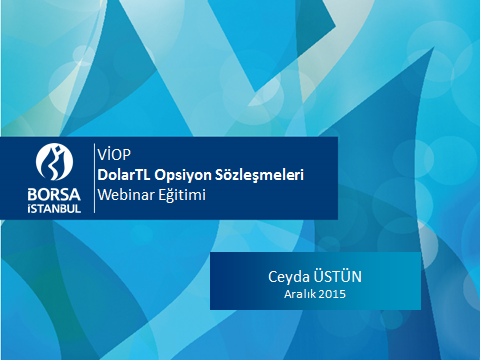 VİOP
DolarTL Opsiyon Sözleşmeleri
Webinar Eğitimi
BORSA
İSTANBUL
Ceyda ÜSTÜN
Aralık 2015